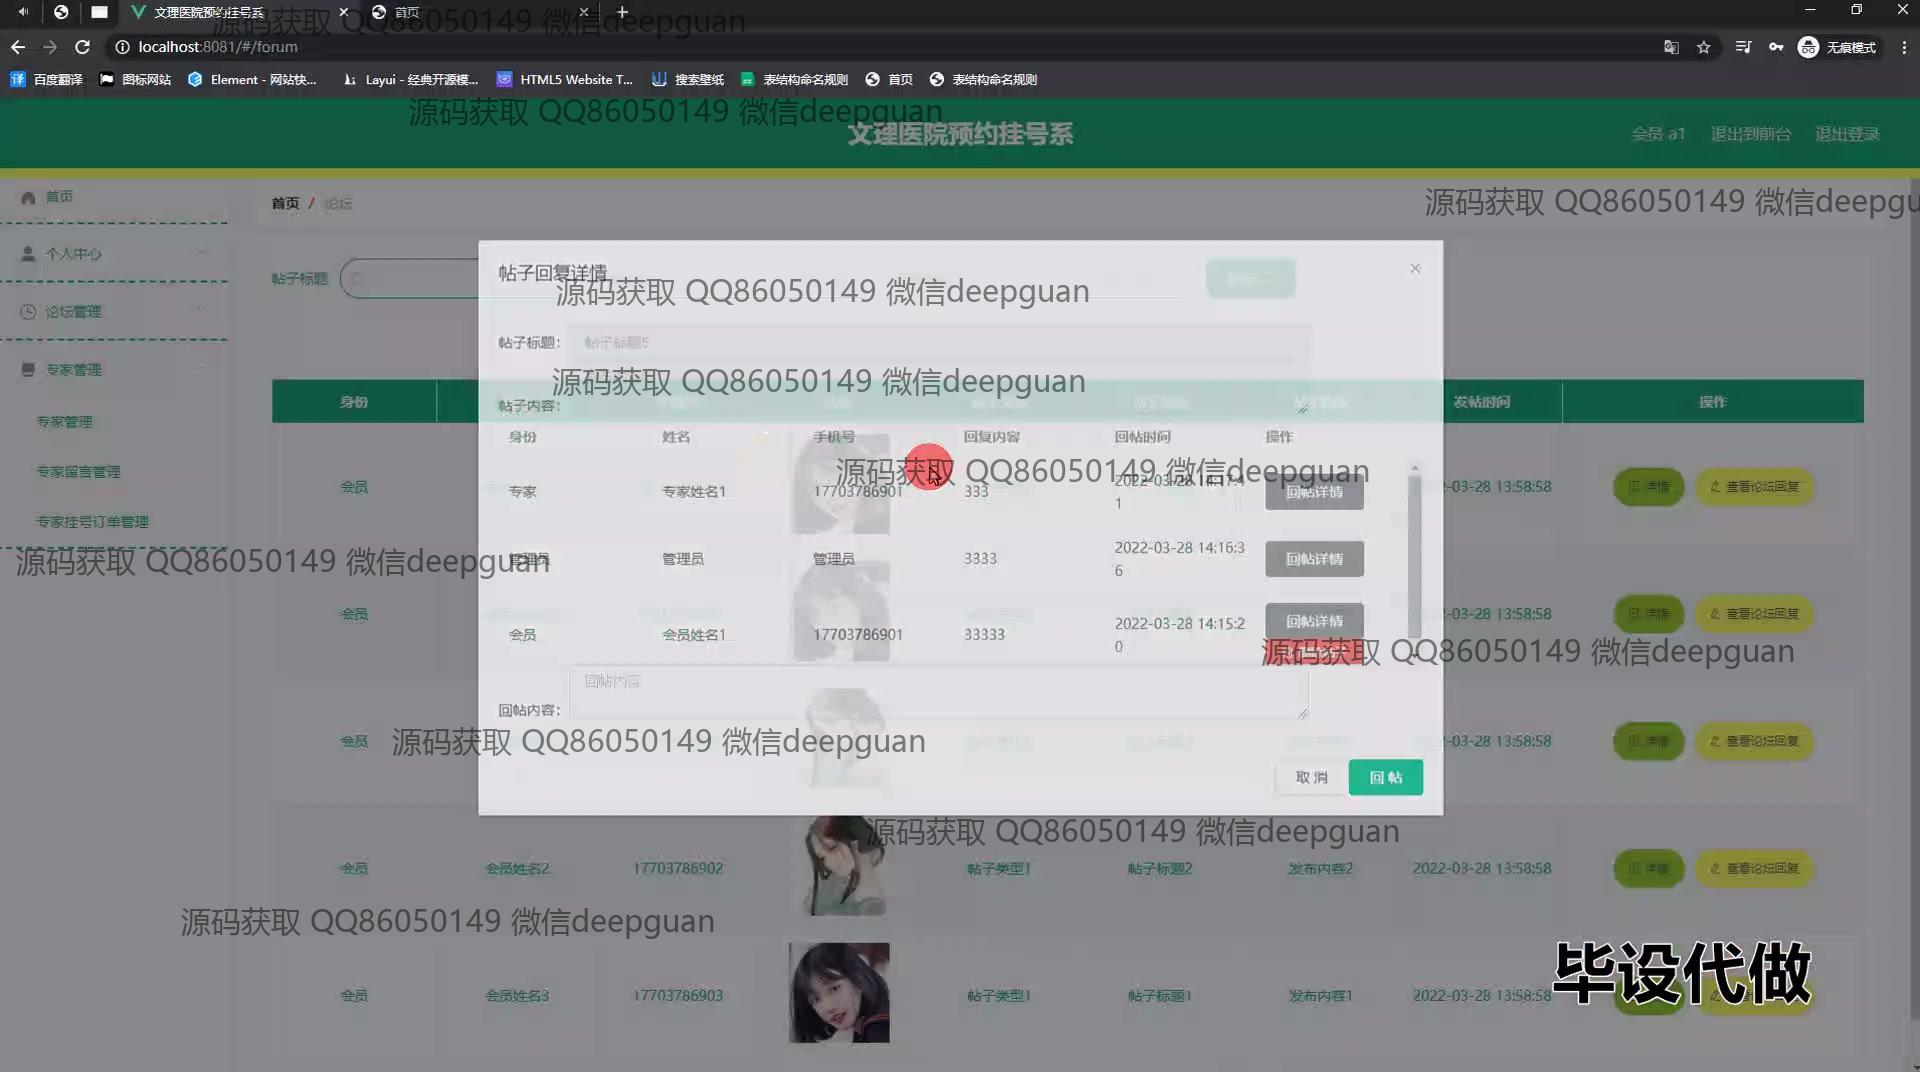 文理医院预约挂号系
首页
localhost:8081/#/forum
无痕模式
百度翻译
图标网站
Element - 网站快...
Layui - 经典开源模...
HTML5 Website T...
搜索壁纸
表结构命名规则
首页
表结构命名规则
源码获取 QQ86050149 微信deepguan
源码获取 QQ86050149 微信deepguan
文理医院预约挂号系
会员 a1
退出到前台
退出登录
首页
首页 / 论坛
源码获取 QQ86050149 微信deepgu
个人中心
帖子标题
帖子回复详情
源码获取 QQ86050149 微信deepguan
论坛管理
帖子标题:
帖子标题5
专家管理
源码获取 QQ86050149 微信deepguan
身份
帖子内容:
发帖时间
操作
专家管理
身份 姓名 手机号 回复内容 回帖时间 操作
专家留言管理
源码获取 QQ86050149 微信deepguan
会员
专家 专家姓名1 17703786901 333 2022-03-28 14:17:41 回帖详情
-03-28 13:58:58 详情 查看论坛回复
专家挂号订单管理
源码获取 QQ86050149 微信deepguan
管理员 管理员 管理员 3333 2022-03-28 14:16:36 回帖详情
会员
-03-28 13:58:58 详情 查看论坛回复
会员 会员姓名1 17703786901 33333 2022-03-28 14:15:20 回帖详情
源码获取 QQ86050149 微信deepguan
回帖内容
回帖内容:
会员
-03-28 13:58:58 详情 查看论坛回复
源码获取 QQ86050149 微信deepguan
取消
回帖
源码获取 QQ86050149 微信deepguan
会员 会员姓名2 17703786902 帖子类型1 帖子标题2 发布内容2 2022-03-28 13:58:58 详情 查看论坛回复
源码获取 QQ86050149 微信deepguan
会员 会员姓名3 17703786903 帖子类型1 帖子标题1 发布内容1 2022-03-28 13:58:58
毕设代做